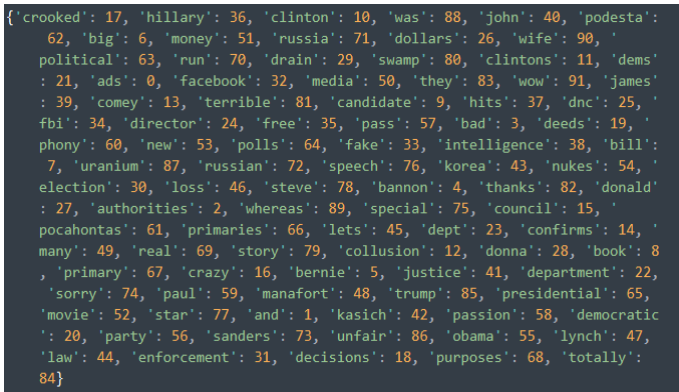 {'crooked': 17, 'hillary': 36, 'clinton': 10, 'was': 88, 'john': 40, 'podesta':
62, 'big': 6, 'money': 51, 'russia': 71, 'dollars': 26, 'wife': 90, '
political': 63, 'run': 70, 'drain': 29, 'swamp': 80, 'clintons': 11, 'dems'
: 21, 'ads': 0, 'facebook': 32, 'media': 50, 'they': 83, 'wow': 91, 'james'
: 39, 'comey': 13, 'terrible': 81, 'candidate': 9, 'hits': 37, 'dnc': 25, '
fbi': 34, 'director': 24, 'free': 35, 'pass': 57, 'bad': 3, 'deeds': 19, '
phony': 60, 'new': 53, 'polls': 64, 'fake': 33, 'intelligence': 38, 'bill':
7, 'uranium': 87, 'russian': 72, 'speech': 76, 'korea': 43, 'nukes': 54, '
election': 30, 'loss': 46, 'steve': 78, 'bannon': 4, 'thanks': 82, 'donald'
: 27, 'authorities': 2, 'whereas': 89, 'special': 75, 'council': 15, '
pocahontas': 61, 'primaries': 66, 'lets': 45, 'dept': 23, 'confirms': 14, '
many': 49, 'real': 69, 'story': 79, 'collusion': 12, 'donna': 28, 'book': 8
, 'primary': 67, 'crazy': 16, 'bernie': 5, 'justice': 41, 'department': 22,
'sorry': 74, 'paul': 59, 'manafort': 48, 'trump': 85, 'presidential': 65,
'movie': 52, 'star': 77, 'and': 1, 'kasich': 42, 'passion': 58, 'democratic
': 20, 'party': 56, 'sanders': 73, 'unfair': 86, 'obama': 55, 'lynch': 47,
'law': 44, 'enforcement': 31, 'decisions': 18, 'purposes': 68, 'totally':
84}